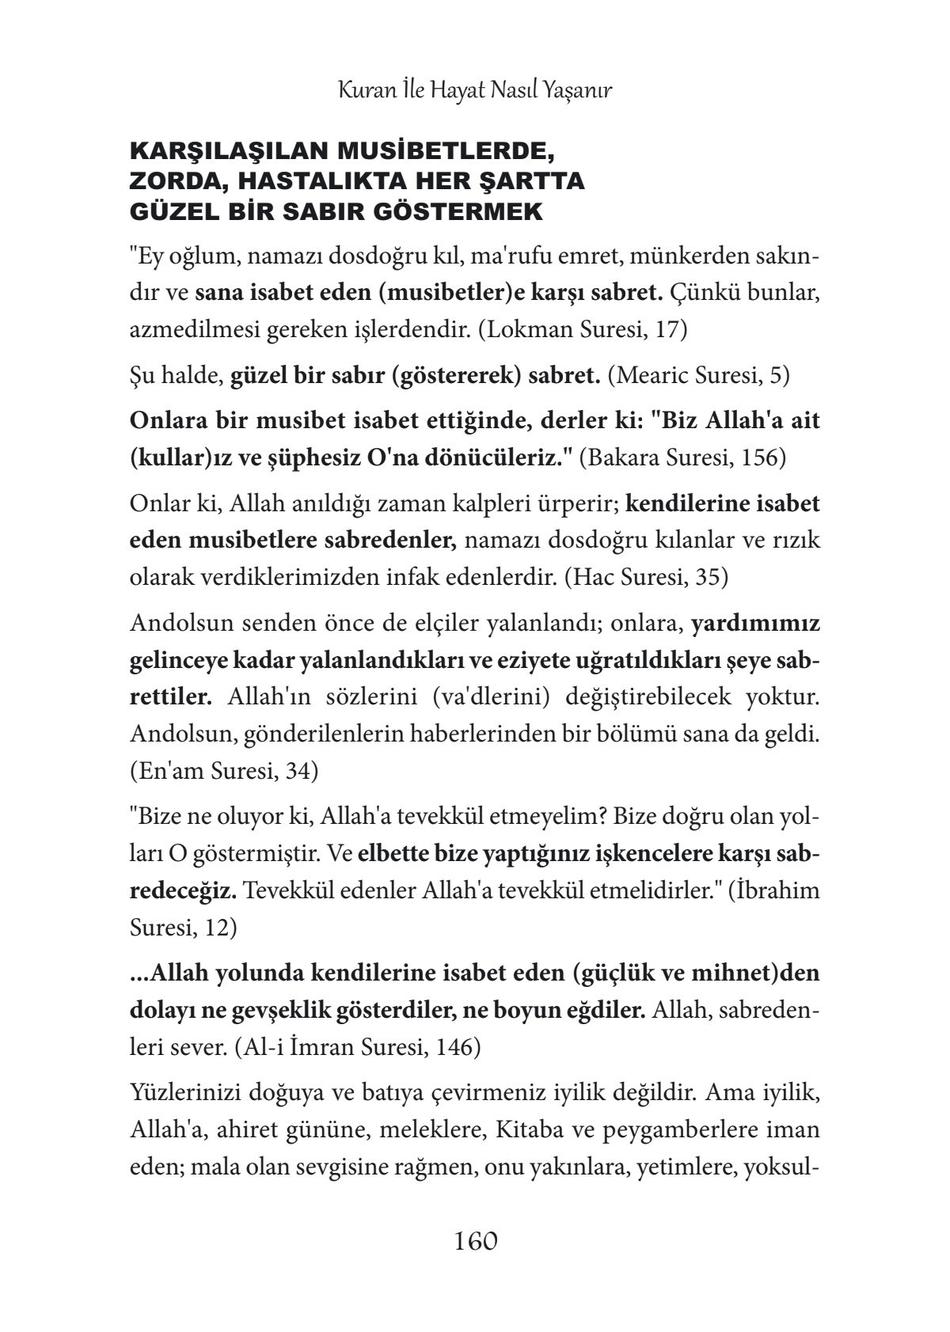 Kuran İle Hayat Nasıl Yaşanır
KARŞILAŞILAN MUSİBETLERDE,
ZORDA, HASTALIKTA HER ŞARTTA
GÜZEL BİR SABIR GÖSTERMEK
"Ey oğlum, namazı dosdoğru kıl, ma'rufu emret, münkerden sakın-
dır ve sana isabet eden (musibetler)e karşı sabret. Çünkü bunlar,
azmedilmesi gereken işlerdendir. (Lokman Suresi, 17)
Şu halde, güzel bir sabır (göstererek) sabret. (Mearic Suresi, 5)
Onlara bir musibet isabet ettiğinde, derler ki: "Biz Allah'a ait
(kullar)ız ve şüphesiz O'na dönücüleriz." (Bakara Suresi, 156)
Onlar ki, Allah anıldığı zaman kalpleri ürperir; kendilerine isabet
eden musibetlere sabredenler, namazı dosdoğru kılanlar ve rızık
olarak verdiklerimizden infak edenlerdir. (Hac Suresi, 35)
Andolsun senden önce de elçiler yalanlandı; onlara, yardımımız
gelinceye kadar yalanlandıkları ve eziyete uğratıldıkları şeye sab-
rettiler. Allah'ın sözlerini (va'dlerini) değiştirebilecek yoktur.
Andolsun, gönderilenlerin haberlerinden bir bölümü sana da geldi.
(En'am Suresi, 34)
"Bize ne oluyor ki, Allah'a tevekkül etmeyelim? Bize doğru olan yol-
ları O göstermiştir. Ve elbette bize yaptığınız işkencelere karşı sab-
redeceğiz. Tevekkül edenler Allah'a tevekkül etmelidirler." (İbrahim
Suresi, 12)
...Allah yolunda kendilerine isabet eden (güçlük ve mihnet)den
dolayı ne gevşeklik gösterdiler, ne boyun eğdiler. Allah, sabreden-
leri sever. (Al-i İmran Suresi, 146)
Yüzlerinizi doğuya ve batıya çevirmeniz iyilik değildir. Ama iyilik,
Allah'a, ahiret gününe, meleklere, Kitaba ve peygamberlere iman
eden; mala olan sevgisine rağmen, onu yakınlara, yetimlere, yoksul-
160